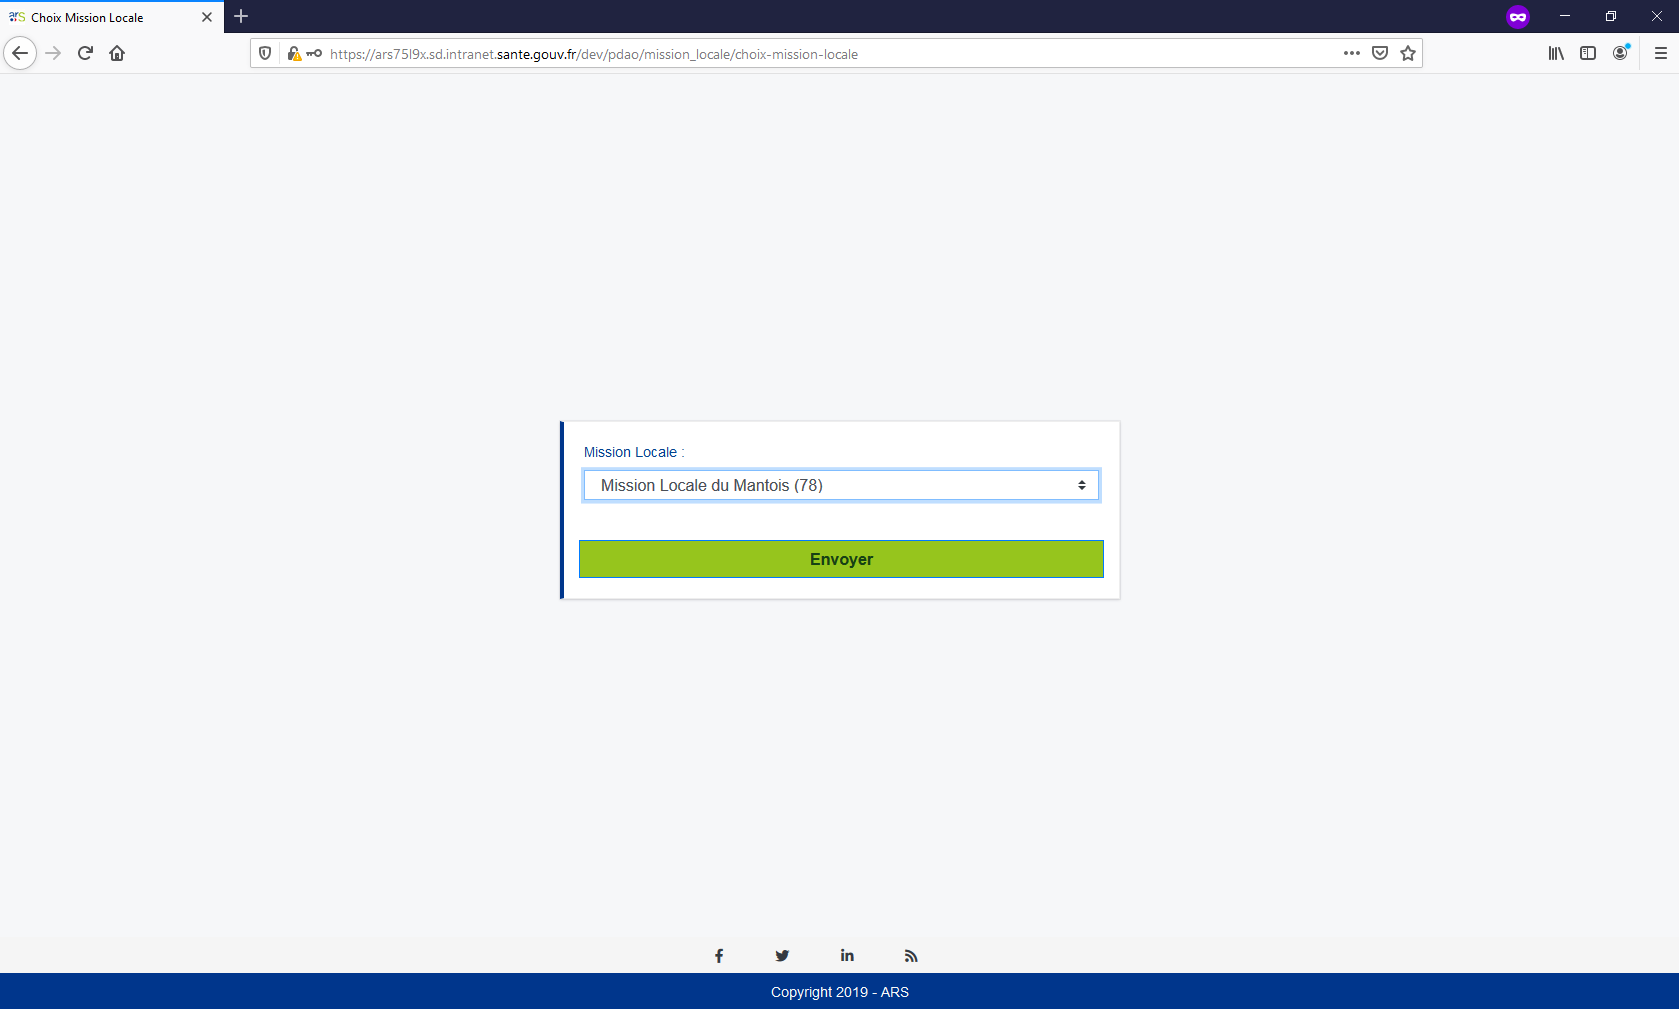 ars Choix Mission Locale
https://ars75l9x.sd.intranet.sante.gouv.fr/dev/pdao/mission_locale/choix-mission-locale
Mission Locale :
Mission Locale du Mantois (78)
Envoyer
Copyright 2019 - ARS